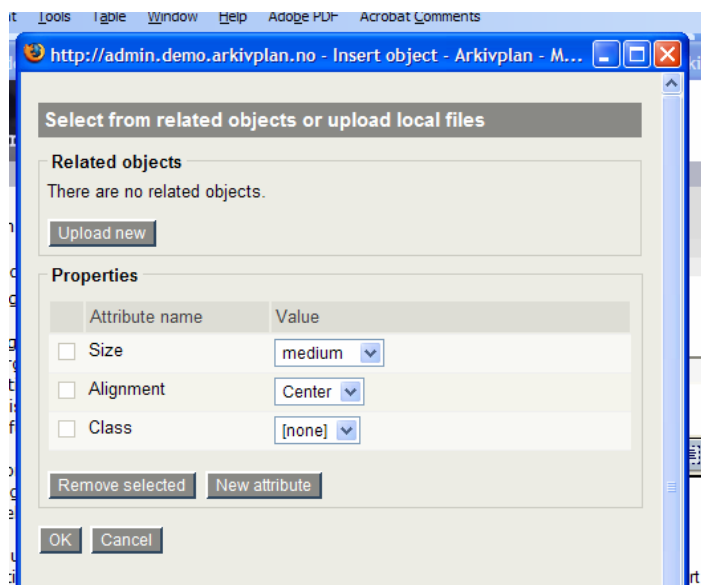 Tools Table Window Help Adobe PDF Acrobat Comments
http://admin.demo.arkivplan.no - Insert object - Arkivplan - M...
Select from related objects or upload local files
Related objects
There are no related objects.
Upload new
Properties
Attribute name Value
Size medium
Alignment Center
Class [none]
Remove selected New attribute
OK Cancel